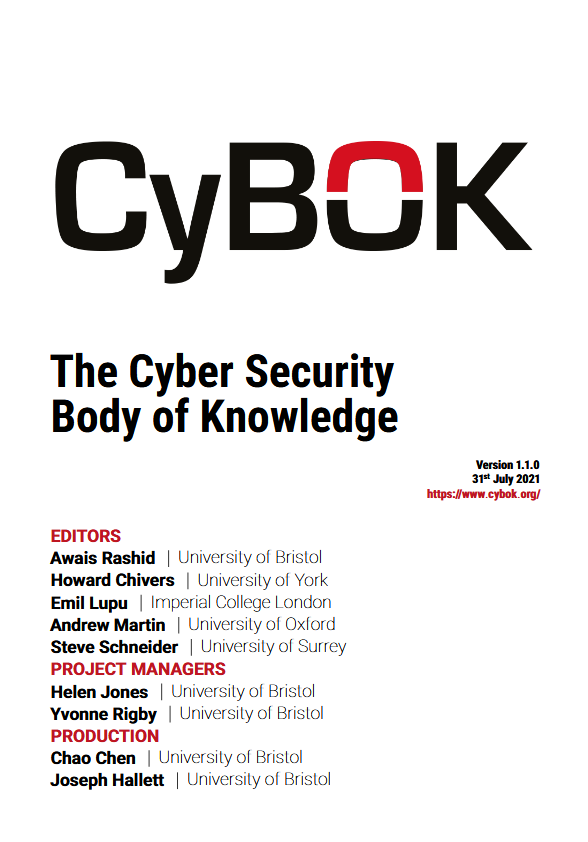 CyBOK
The Cyber Security
Body of Knowledge
Version 1.1.0
31st July 2021
https://www.cybok.org/
EDITORS
Awais Rashid | University of Bristol
Howard Chivers | University of York
Emil Lupu | Imperial College London
Andrew Martin | University of Oxford
Steve Schneider | University of Surrey
PROJECT MANAGERS
Helen Jones | University of Bristol
Yvonne Rigby | University of Bristol
PRODUCTION
Chao Chen | University of Bristol
Joseph Hallett | University of Bristol